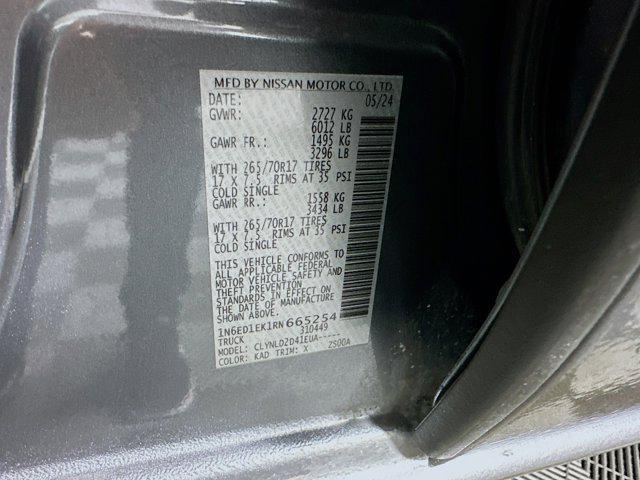 MFD BY NISSAN MOTOR CO., LTD.
DATE: 05/24
GVWR: 2727 KG
6012 LB
GAWR FR.: 1495 KG
3296 LB
WITH 265/70R17 TIRES
17 X 7.5 RIMS AT 35 PSI
COLD SINGLE
GAWR RR.: 1558 KG
3434 LB
WITH 265/70R17 TIRES
17 X 7.5 RIMS AT 35 PSI
COLD SINGLE
THIS VEHICLE CONFORMS TO
ALL APPLICABLE FEDERAL
MOTOR VEHICLE SAFETY AND
THEFT PREVENTION
STANDARDS IN EFFECT ON
THE DATE OF MANUFACTURE
SHOWN ABOVE.
1N6ED1EK1RN665254
TRUCK 310449
MODEL: CLYNLDZD41EUA-----
COLOR: KAD TRIM: X ZS00A